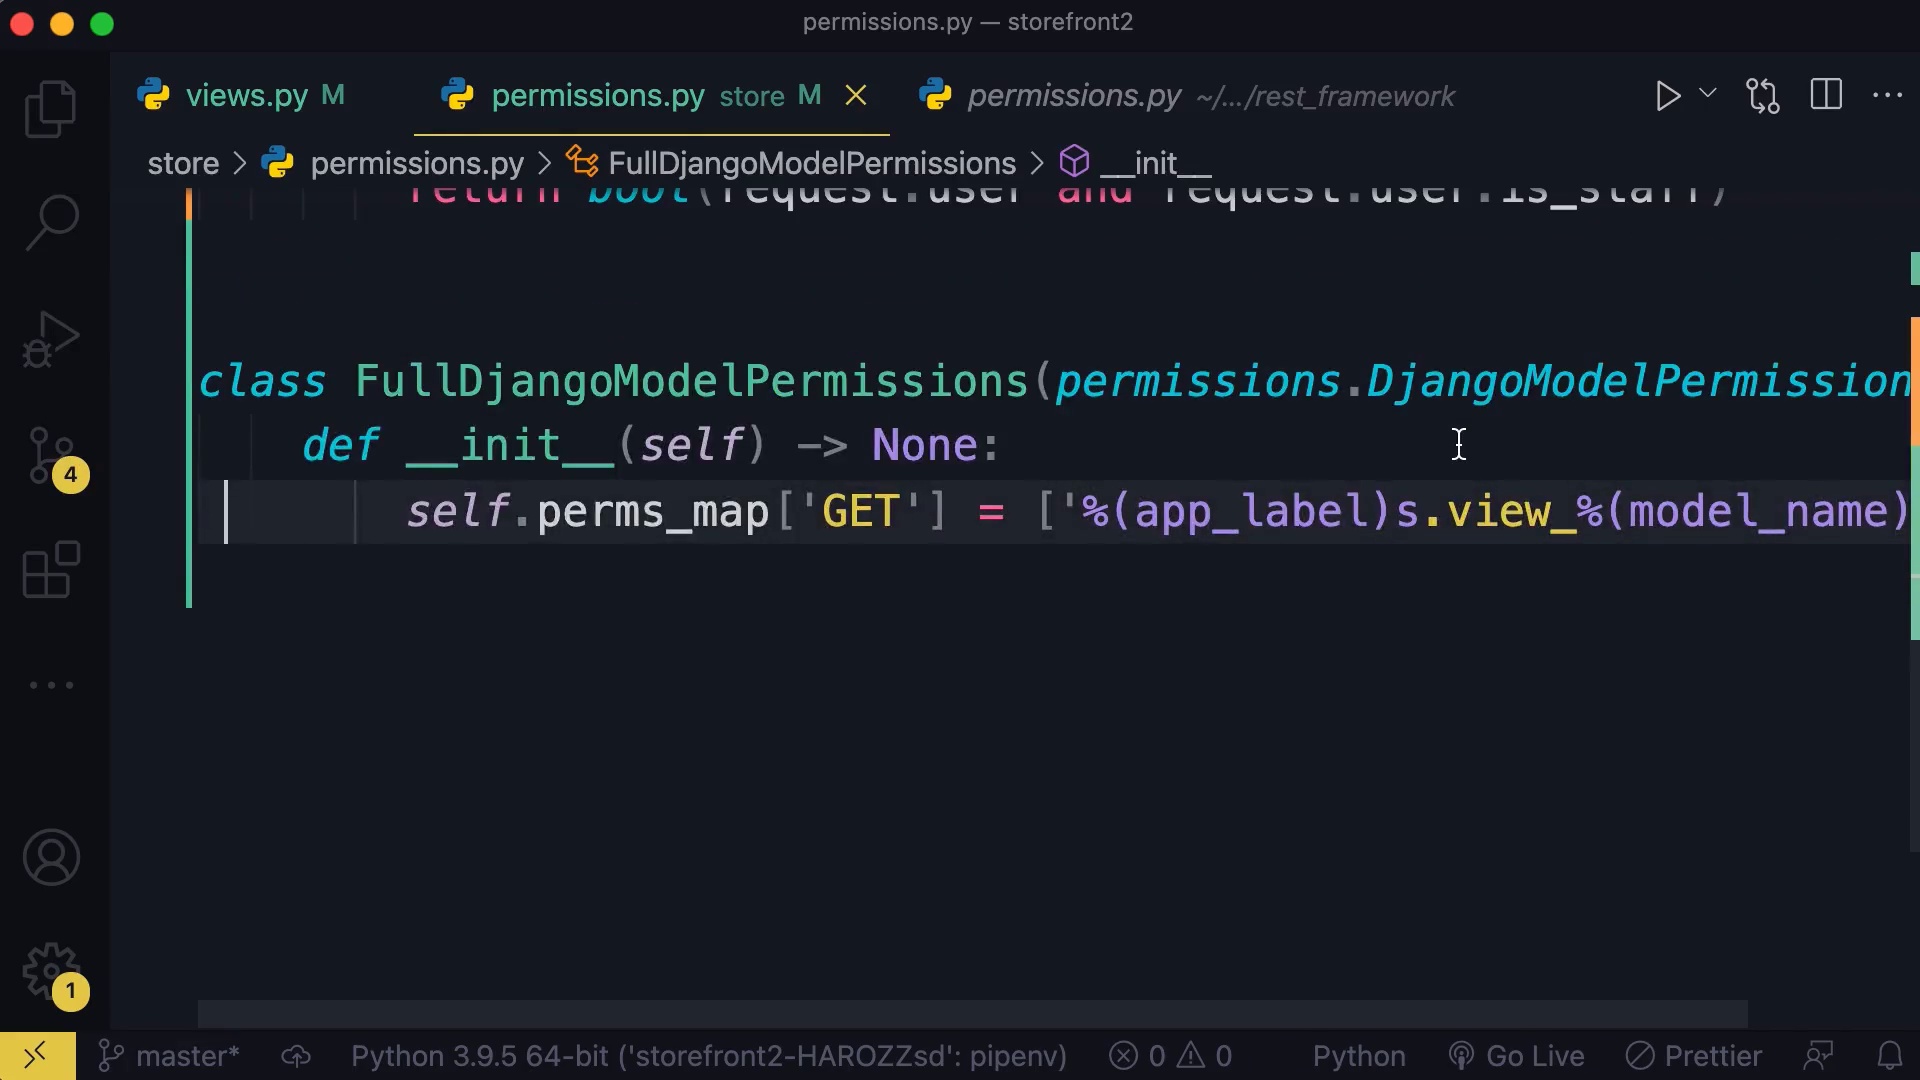 permissions.py — storefront2
views.py M permissions.py store M permissions.py ~/.../rest_framework
store > permissions.py > FullDjangoModelPermissions > __init__
return bool(request.user and request.user.is_staff)
class FullDjangoModelPermissions(permissions.DjangoModelPermission
def __init__(self) -> None:
self.perms_map['GET'] = ['%(app_label)s.view_%(model_name)
4
1
master* Python 3.9.5 64-bit ('storefront2-HAROZZsd': pipenv) 0 0 Python Go Live Prettier